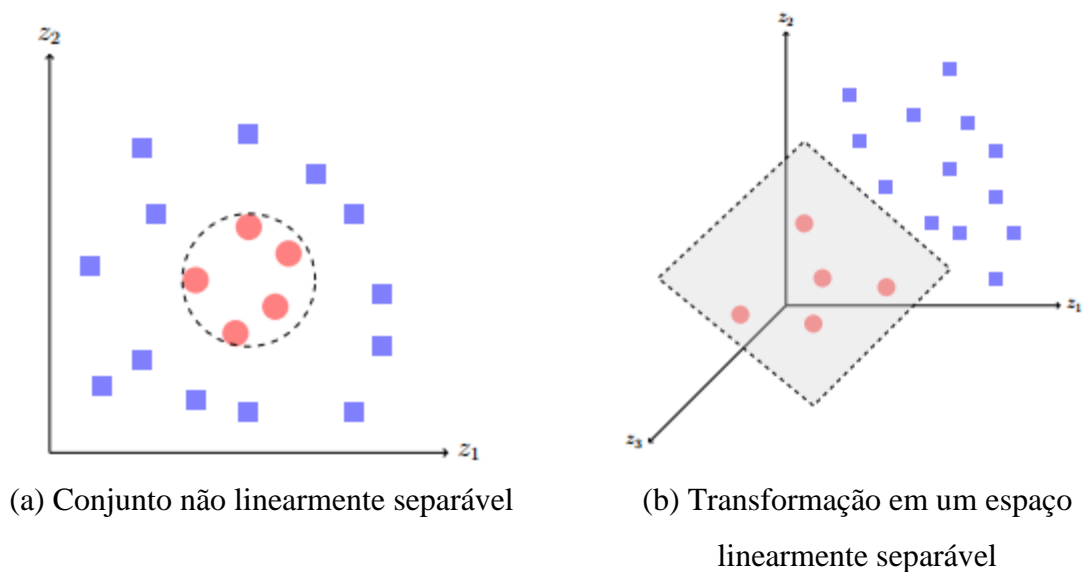 z₂
z₁
(a) Conjunto não linearmente separável
z₂
z₁
z₃
(b) Transformação em um espaço
linearmente separável